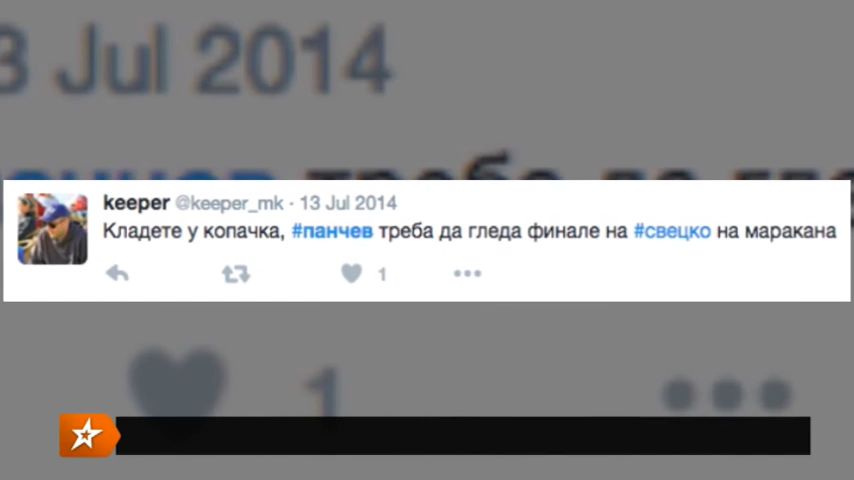 3 Jul 2014
keeper @keeper_mk · 13 Jul 2014
Кладете у копачка, #панчев треба да гледа финале на #свецко на маракана
1
1